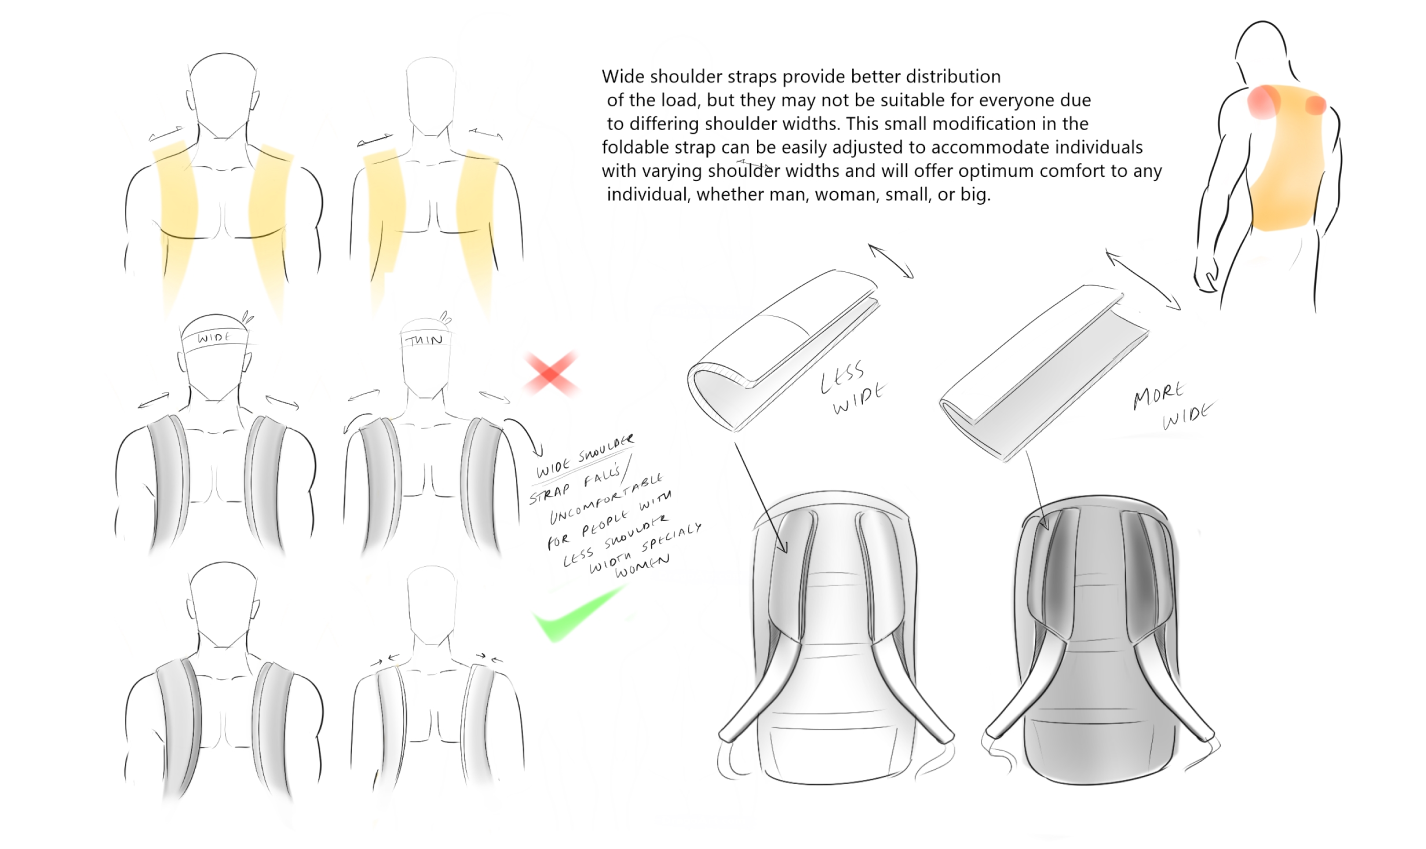 Wide shoulder straps provide better distribution
of the load, but they may not be suitable for everyone due
to differing shoulder widths. This small modification in the
foldable strap can be easily adjusted to accommodate individuals
with varying shoulder widths and will offer optimum comfort to any
individual, whether man, woman, small, or big.
WIDE
THIN
WIDE SHOULDER
STRAP FALLS/
UNCOMFORTABLE
FOR PEOPLE WITH
LESS SHOULDER
WIDTH SPECIALY
WOMEN
LESS
WIDE
MORE
WIDE